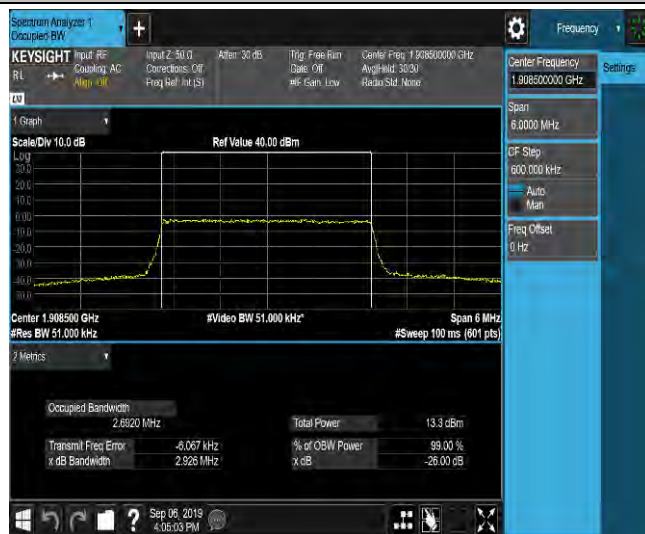 Spectrum Analyzer 1
Occupied BW
+
Frequency
KEYSIGHT Input: RF
Input Z: 50 Ω
Atten: 30 dB
Trig: Free Run
Center Freq: 1.908500000 GHz
RL
Coupling: AC
Corrections: Off
Gate: Off
Avg|Hold: 30/30
Align: Off
Freq Ref: Int (S)
#IF Gain: Low
Radio Std: None
Center Frequency
1.908500000 GHz
Settings
Span
6.0000 MHz
CF Step
600.000 kHz
Auto
Man
Freq Offset
0 Hz
1 Graph
Scale/Div 10.0 dB
Ref Value 40.00 dBm
Log
30.0
20.0
10.0
0.00
-10.0
-20.0
-30.0
-40.0
-50.0
Center 1.908500 GHz
#Video BW 51.000 kHz*
Span 6 MHz
#Res BW 51.000 kHz
#Sweep 100 ms (601 pts)
2 Metrics
Occupied Bandwidth
2.6920 MHz
Total Power
13.3 dBm
Transmit Freq Error
-6.067 kHz
% of OBW Power
99.00 %
x dB Bandwidth
2.926 MHz
x dB
-26.00 dB
?
Sep 06, 2019
4:05:03 PM